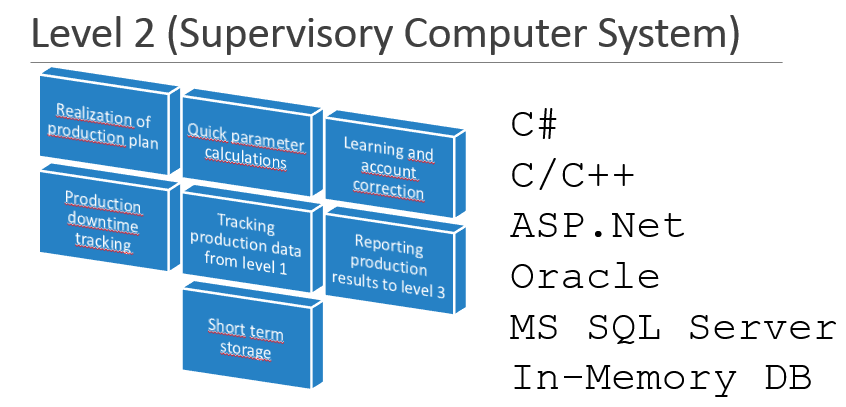 Level 2 (Supervisory Computer System)
Realization of
production plan
Quick parameter
calculations
Learning and
account
correction
Production
downtime
tracking
Tracking
production data
from level 1
Reporting
production
results to level 3
Short term
storage
C#
C/C++
ASP.Net
Oracle
MS SQL Server
In-Memory DB